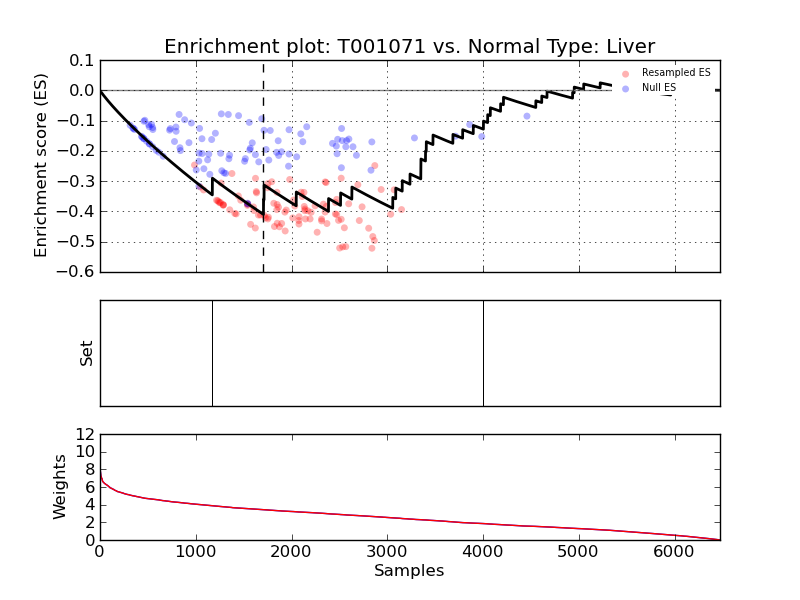 Enrichment plot: T001071 vs. Normal Type: Liver
Enrichment score (ES)
0.1
0.0
−0.1
−0.2
−0.3
−0.4
−0.5
−0.6
Resampled ES
Null ES
Set
Weights
12
10
8
6
4
2
0
0 1000 2000 3000 4000 5000 6000
Samples